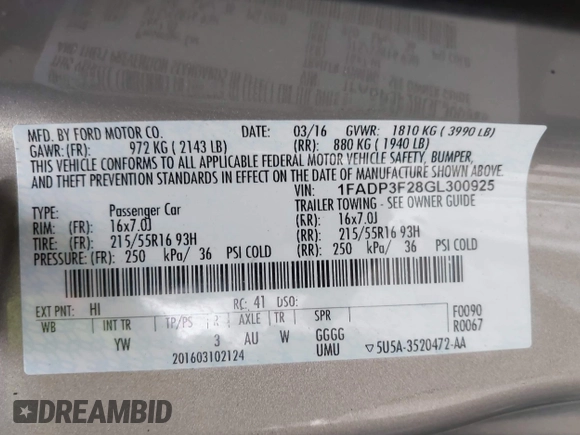 MFD. BY FORD MOTOR CO. DATE: 03/16 GVWR: 1810 KG ( 3990 LB)
GAWR: (FR) 972 KG ( 2143 LB) (RR): 880 KG ( 1940 LB)
THIS VEHICLE CONFORMS TO ALL APPLICABLE FEDERAL MOTOR VEHICLE SAFETY, BUMPER,
AND THEFT PREVENTION STANDARDS IN EFFECT ON THE DATE OF MANUFACTURE SHOWN ABOVE.
VIN: 1FADP3F28GL300925
TYPE: Passenger Car TRAILER TOWING - SEE OWNER GUIDE
RIM: (FR): 16x7.0J (RR): 16x7.0J
TIRE: (FR): 215/55R16 93H (RR): 215/55R16 93H
PRESSURE: (FR) 250 kPa/ 36 PSI COLD (RR): 250 kPa/ 36 PSI COLD
EXT PNT: HI RC: 41 DSO: F0090
WB INT TR TP/PS R AXLE TR SPR R0067
YW 3 AU W GGGG
201603102124 UMU ▽5U5A-3520472-AA
DREAMBID